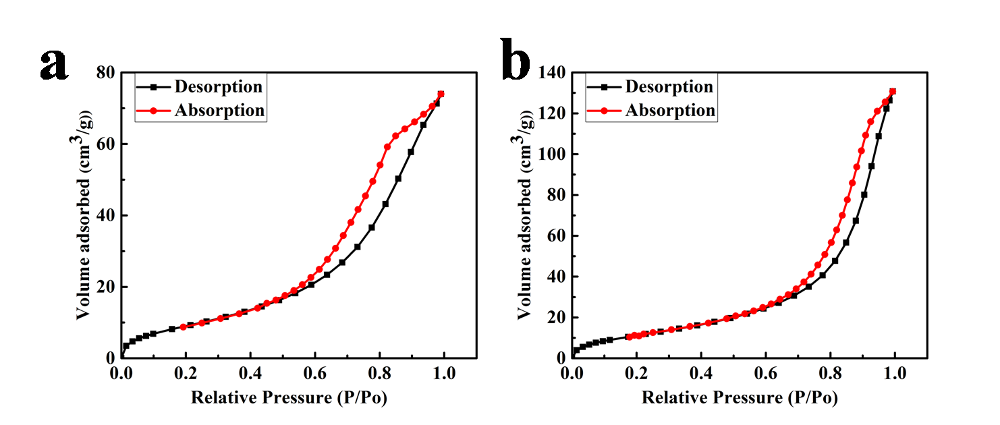 a
80
60
40
20
0
Volume adsorbed (cm3/g))
Desorption
Absorption
0.0 0.2 0.4 0.6 0.8 1.0
Relative Pressure (P/Po)
b
140
120
100
80
60
40
20
0
Volume adsorbed (cm3/g))
Desorption
Absorption
0.0 0.2 0.4 0.6 0.8 1.0
Relative Pressure (P/Po)